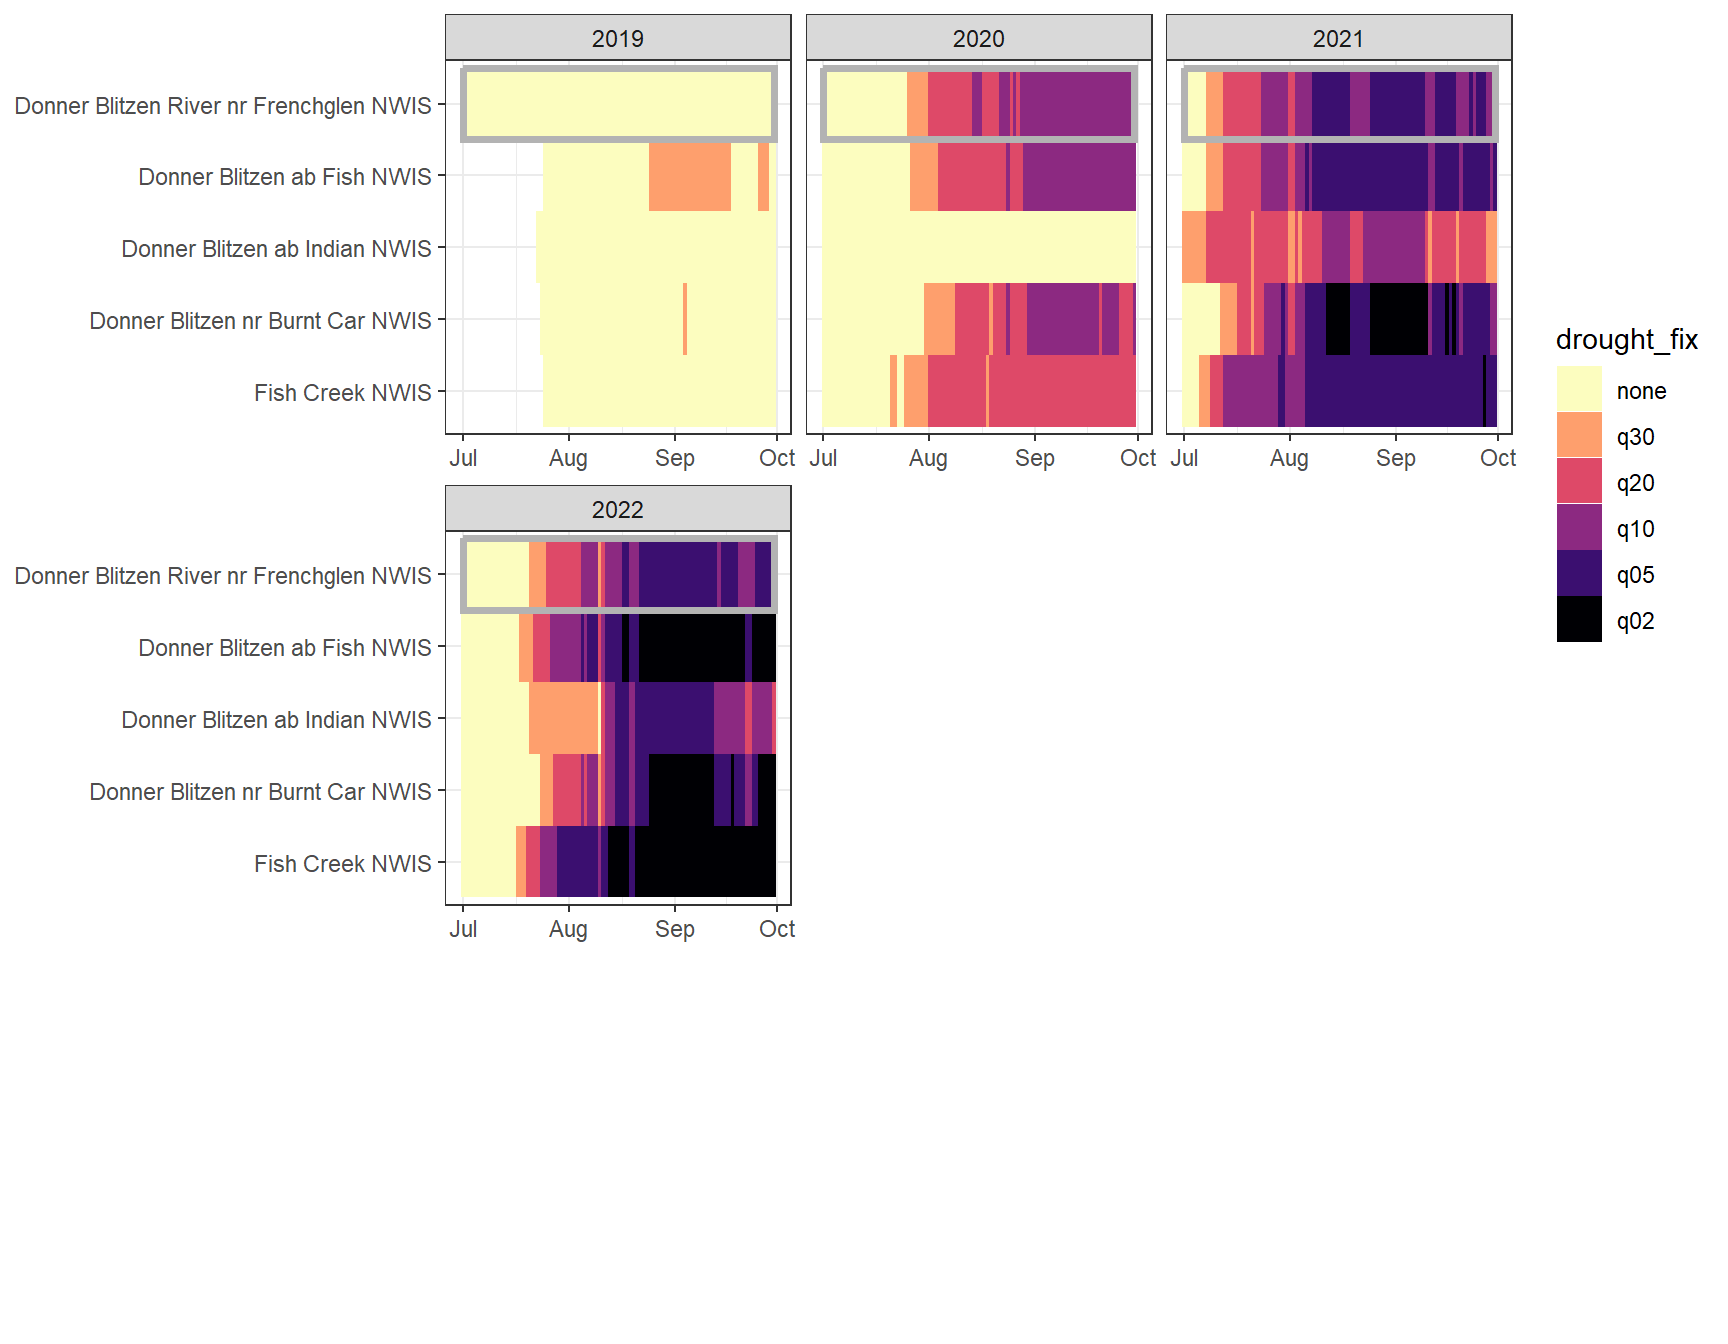 2019
2020
2021
Donner Blitzen River nr Frenchglen NWIS
Donner Blitzen ab Fish NWIS
Donner Blitzen ab Indian NWIS
Donner Blitzen nr Burnt Car NWIS
Fish Creek NWIS
Jul Aug Sep Oct
Jul Aug Sep Oct
Jul Aug Sep Oct
2022
Donner Blitzen River nr Frenchglen NWIS
Donner Blitzen ab Fish NWIS
Donner Blitzen ab Indian NWIS
Donner Blitzen nr Burnt Car NWIS
Fish Creek NWIS
Jul Aug Sep Oct
drought_fix
none
q30
q20
q10
q05
q02